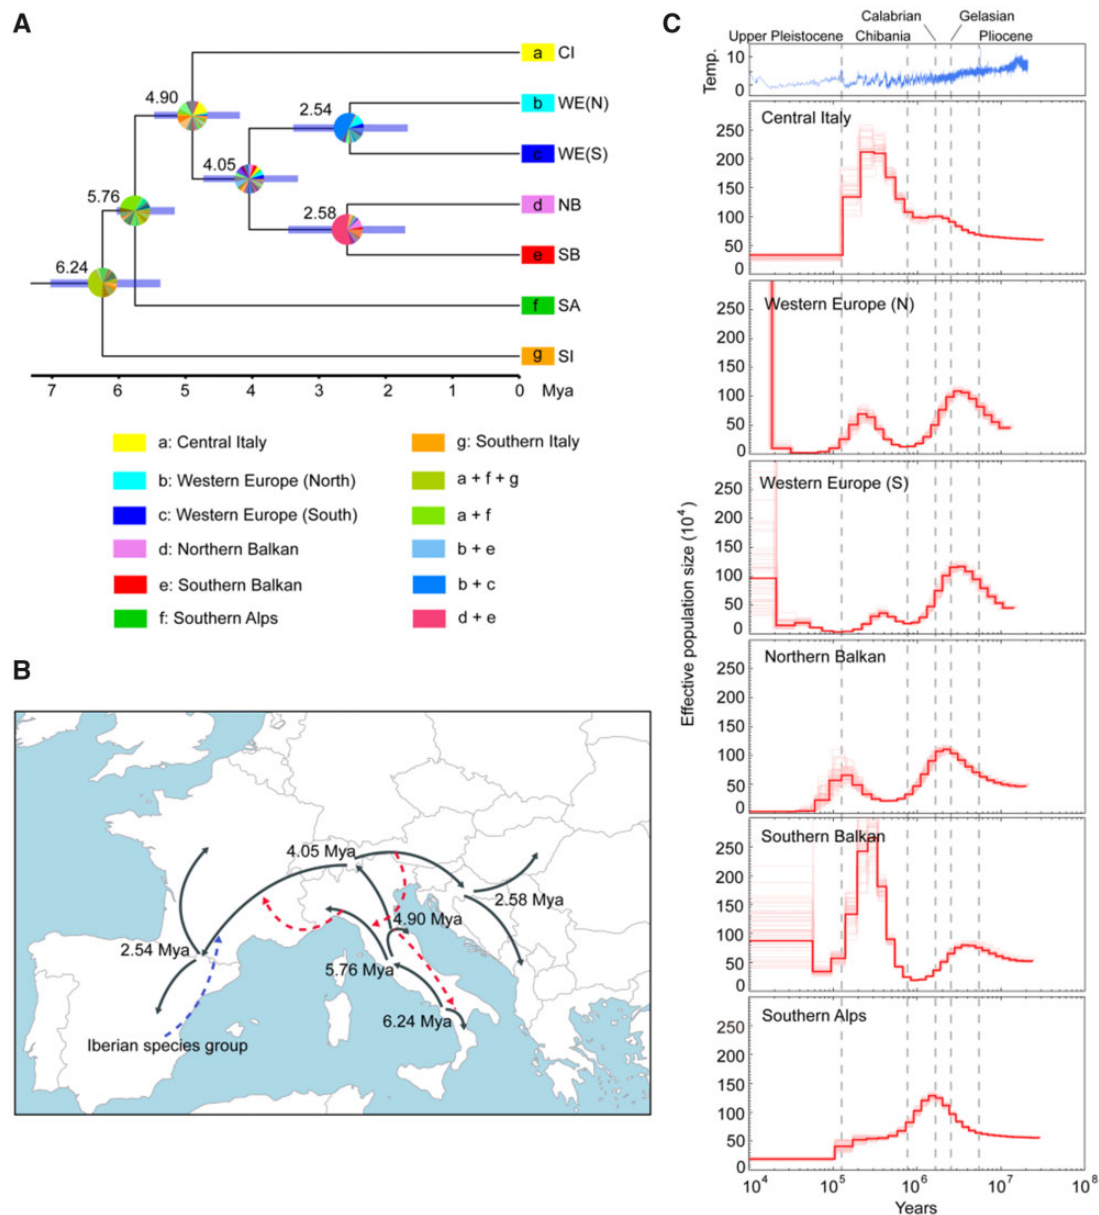 A
a CI
4.90
2.54
b WE(N)
c WE(S)
4.05
5.76
2.58
d NB
e SB
6.24
f SA
g SI
7 6 5 4 3 2 1 0 Mya
a: Central Italy
b: Western Europe (North)
c: Western Europe (South)
d: Northern Balkan
e: Southern Balkan
f: Southern Alps
g: Southern Italy
a + f + g
a + f
b + e
b + c
d + e
B
4.05 Mya
2.58 Mya
4.90 Mya
2.54 Mya
5.76 Mya
6.24 Mya
Iberian species group
C
Calabrian Gelasian
Upper Pleistocene Chibania Pliocene
Temp.
10
0
Effective population size (10⁴)
Central Italy
250
200
150
100
50
0
Western Europe (N)
250
200
150
100
50
0
Western Europe (S)
250
200
150
100
50
0
Northern Balkan
250
200
150
100
50
0
Southern Balkan
250
200
150
100
50
0
Southern Alps
250
200
150
100
50
0
10⁴ 10⁵ 10⁶ 10⁷ 10⁸
Years